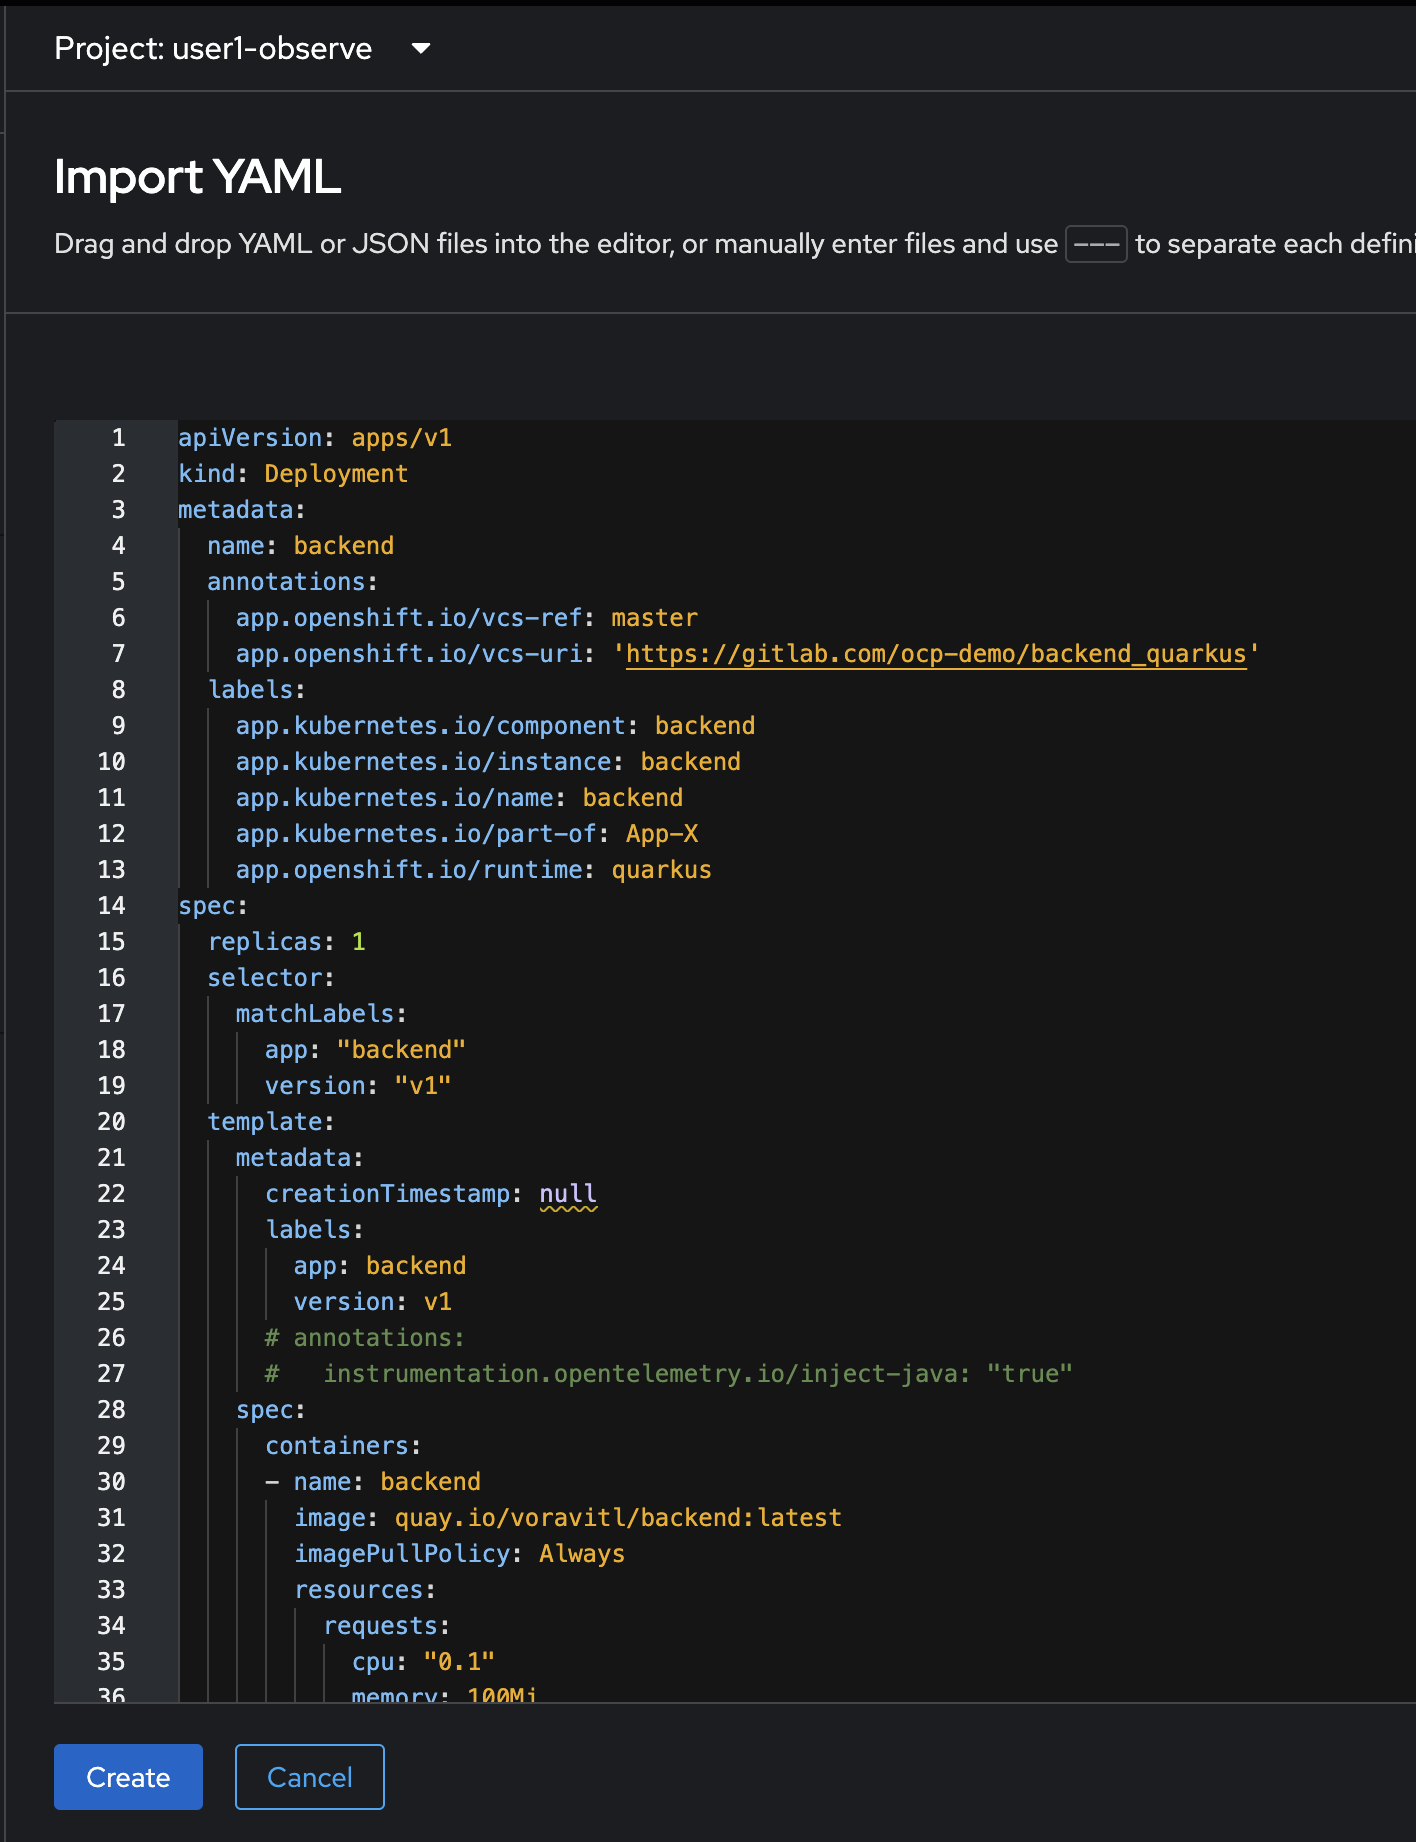 Project: user1-observe
Import YAML
Drag and drop YAML or JSON files into the editor, or manually enter files and use --- to separate each defini
1 apiVersion: apps/v1
2 kind: Deployment
3 metadata:
4   name: backend
5   annotations:
6     app.openshift.io/vcs-ref: master
7     app.openshift.io/vcs-uri: 'https://gitlab.com/ocp-demo/backend_quarkus'
8   labels:
9     app.kubernetes.io/component: backend
10     app.kubernetes.io/instance: backend
11     app.kubernetes.io/name: backend
12     app.kubernetes.io/part-of: App-X
13     app.openshift.io/runtime: quarkus
14 spec:
15   replicas: 1
16   selector:
17     matchLabels:
18       app: "backend"
19       version: "v1"
20   template:
21     metadata:
22       creationTimestamp: null
23       labels:
24         app: backend
25         version: v1
26       # annotations:
27       #   instrumentation.opentelemetry.io/inject-java: "true"
28     spec:
29       containers:
30       - name: backend
31         image: quay.io/voravitl/backend:latest
32         imagePullPolicy: Always
33         resources:
34           requests:
35             cpu: "0.1"
36             memory: 100Mi
Create Cancel